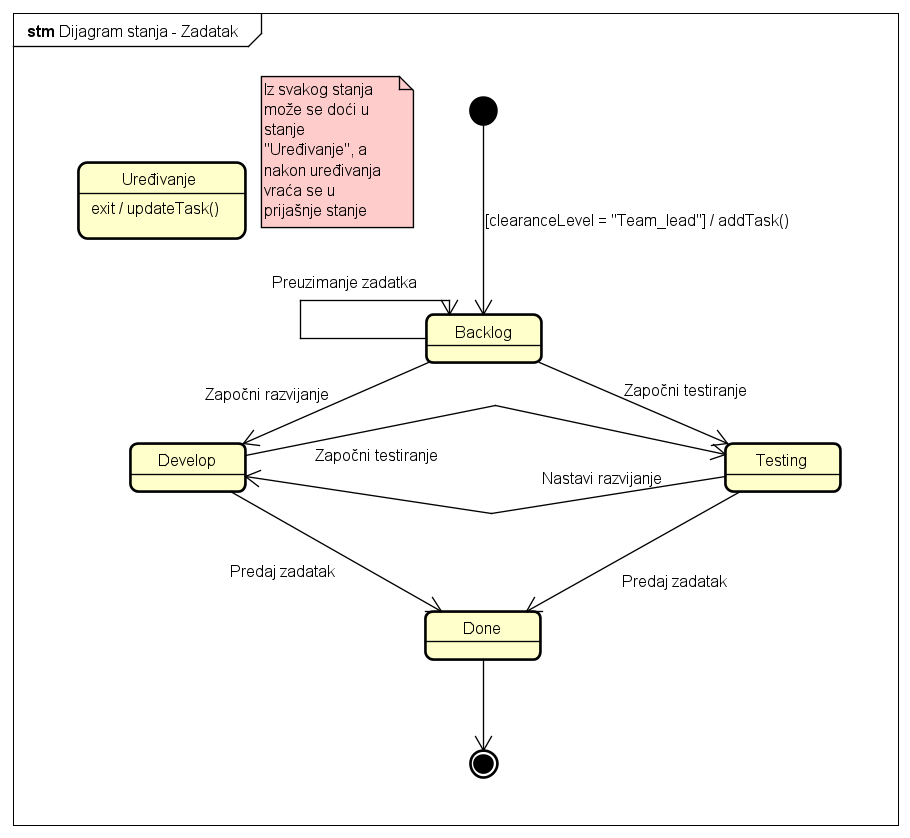 stm Dijagram stanja - Zadatak
Iz svakog stanja
može se doći u
stanje
"Uređivanje", a
nakon uređivanja
vraća se u
prijašnje stanje
Uređivanje
exit / updateTask()
[clearanceLevel = "Team_lead"] / addTask()
Preuzimanje zadatka
Backlog
Započni razvijanje
Započni testiranje
Develop
Započni testiranje
Testing
Nastavi razvijanje
Predaj zadatak
Predaj zadatak
Done